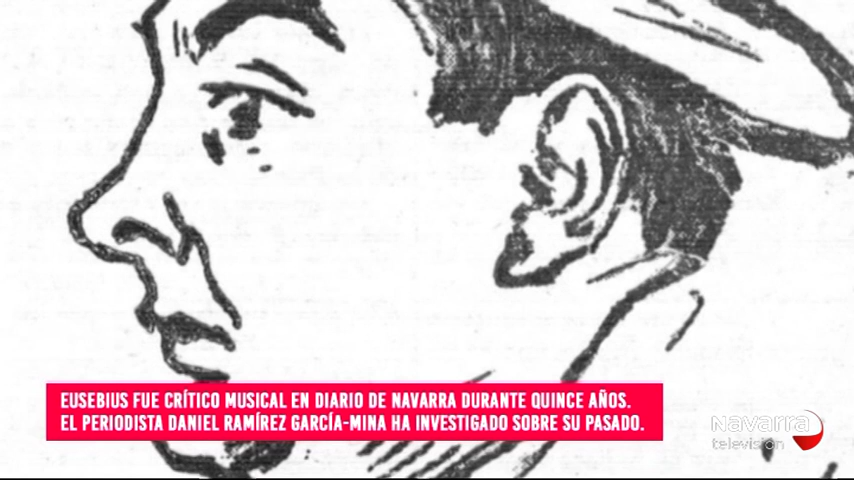 EUSEBIUS FUE CRÍTICO MUSICAL EN DIARIO DE NAVARRA DURANTE QUINCE AÑOS.
EL PERIODISTA DANIEL RAMÍREZ GARCÍA-MINA HA INVESTIGADO SOBRE SU PASADO.
Navarra
televisión